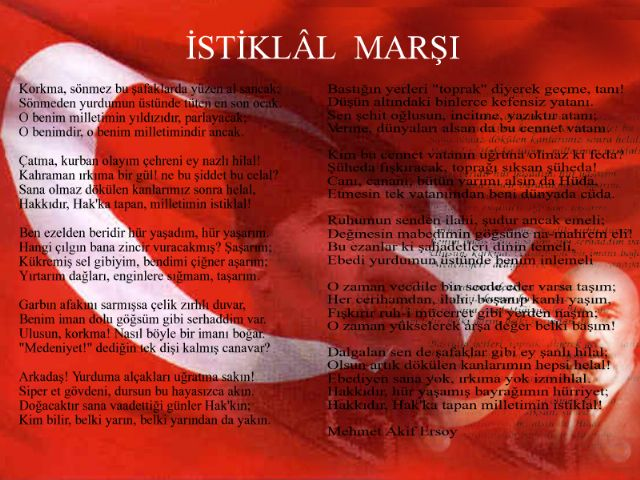 İSTİKLÂL MARŞI
Korkma, sönmez bu şafaklarda yüzen al sancak;
Sönmeden yurdumun üstünde tüten en son ocak.
O benim milletimin yıldızıdır, parlayacak;
O benimdir, o benim milletimindir ancak.
Çatma, kurban olayım çehreni ey nazlı hilal!
Kahraman ırkıma bir gül! ne bu şiddet bu celal?
Sana olmaz dökülen kanlarımız sonra helal,
Hakkıdır, Hak'ka tapan, milletimin istiklal!
Ben ezelden beridir hür yaşadım, hür yaşarım.
Hangi çılgın bana zincir vuracakmış? Şaşarım;
Kükremiş sel gibiyim, bendimi çiğner aşarım;
Yırtarım dağları, enginlere sığmam, taşarım.
Garbın afakını sarmışsa çelik zırhlı duvar,
Benim iman dolu göğsüm gibi serhaddim var.
Ulusun, korkma! Nasıl böyle bir imanı boğar.
"Medeniyet!" dediğin tek dişi kalmış canavar?
Arkadaş! Yurduma alçakları uğratma sakın!
Siper et gövdeni, dursun bu hayasızca akın.
Doğacaktır sana vaadettiği günler Hak'kın;
Kim bilir, belki yarın, belki yarından da yakın.
Bastığın yerleri "toprak" diyerek geçme, tanı!
Düşün altındaki binlerce kefensiz yatanı.
Sen şehit oğlusun, incitme, yazıktır atanı;
Verme, dünyaları alsan da bu cennet vatanı.
Kim bu cennet vatanın uğruna olmaz ki feda?
Şüheda fışkıracak, toprağı sıksan şüheda!
Canı, cananı, bütün varımı alsın da Hüda,
Etmesin tek vatanımdan beni dünyada cüda.
Ruhumun senden ilahi, şudur ancak emeli;
Değmesin mabedimin göğsüne na-mahrem eli!
Bu ezanlar ki şahadetleri dinin temeli,
Ebedi yurdumun üstünde benim inlemeli
O zaman vecdile bin secde eder varsa taşım;
Her cerihamdan, ilahi, boşanıp kanlı yaşım,
Fışkırır ruh-i mücerret gibi yerden naşım;
O zaman yükselerek arşa değer belki başım!
Dalgalan sen de şafaklar gibi ey şanlı hilal;
Olsun artık dökülen kanlarımın hepsi helal!
Ebediyen sana yok, ırkıma yok izmihlal.
Hakkıdır, hür yaşamış bayrağımın hürriyet;
Hakkıdır, Hak'ka tapan milletimin istiklal!
Mehmet Akif Ersoy